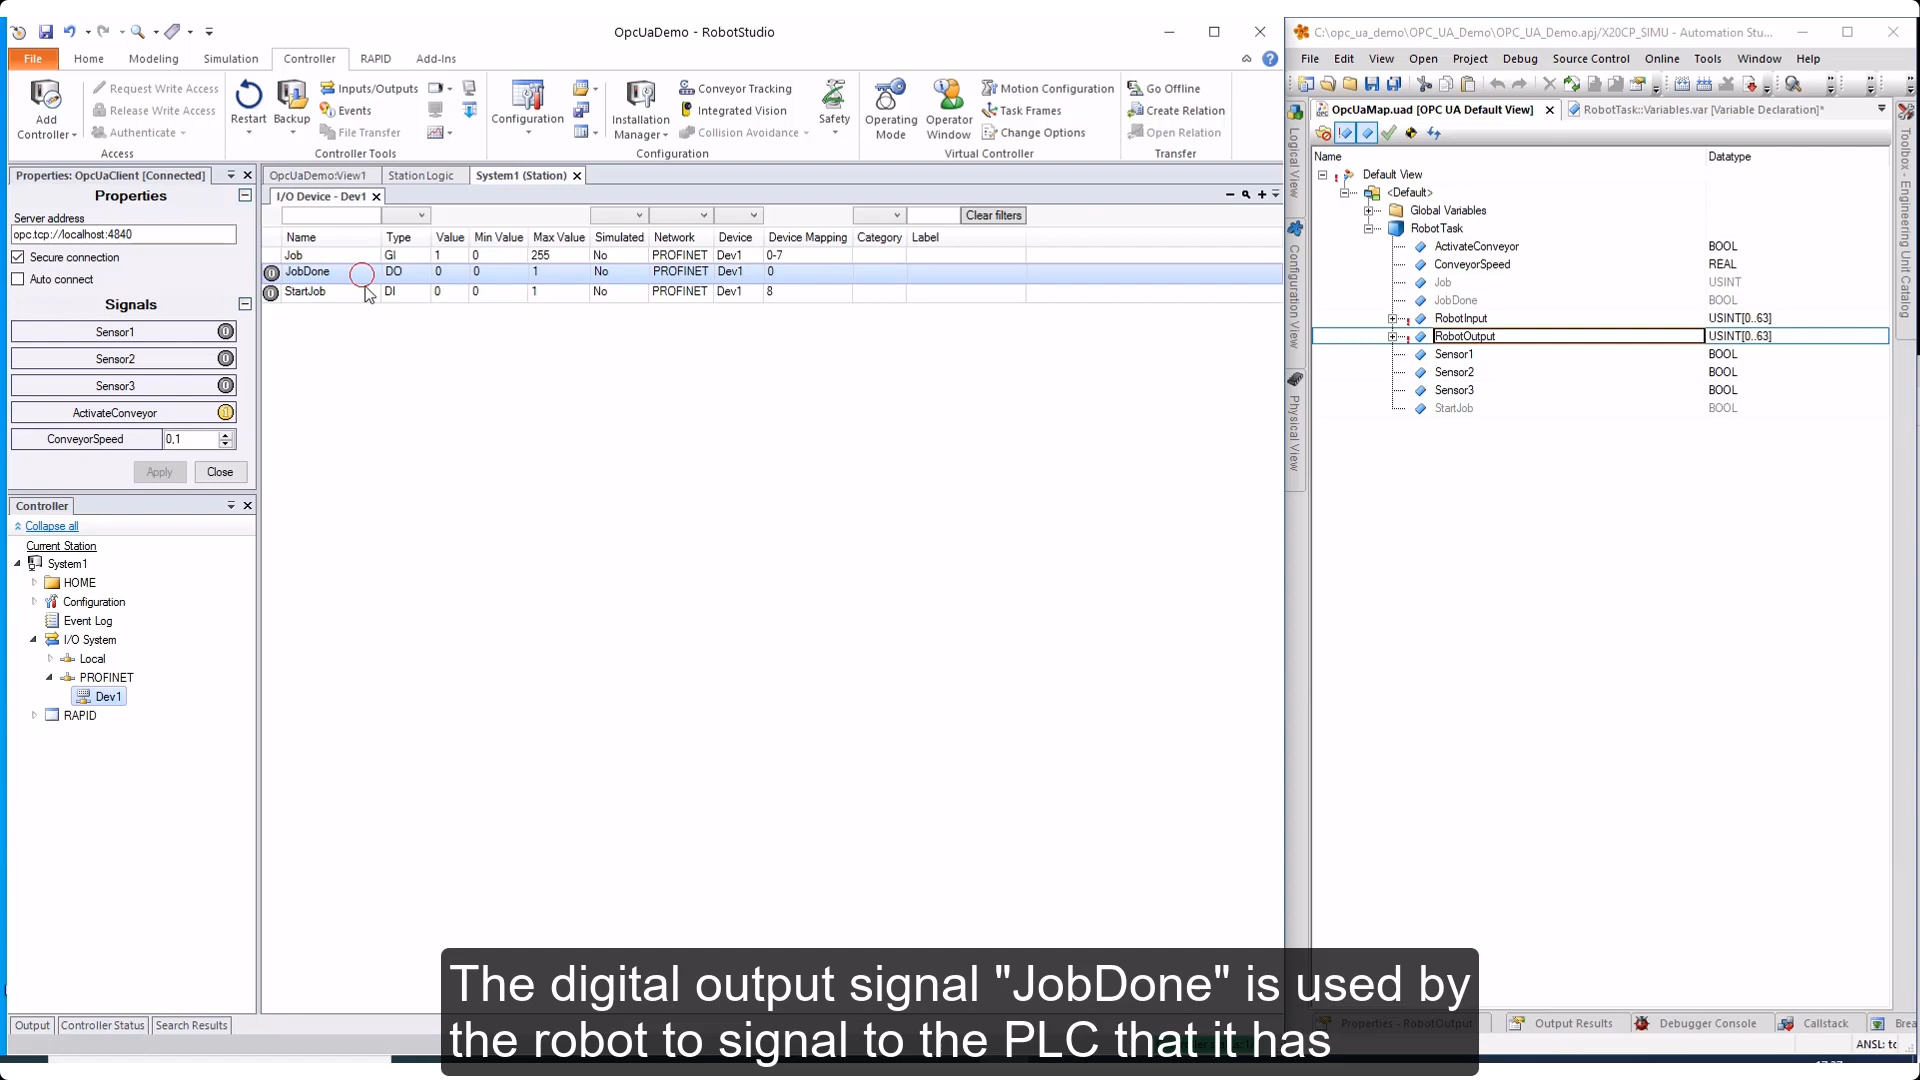 OpcUaDemo - RobotStudio
File Home Modeling Simulation Controller RAPID Add-Ins
Add Controller
Request Write Access
Release Write Access
Authenticate
Access
Restart
Backup
Inputs/Outputs
Events
File Transfer
Controller Tools
Configuration
Installation Manager
Conveyor Tracking
Integrated Vision
Collision Avoidance
Safety
Configuration
Operating Mode
Operator Window
Motion Configuration
Task Frames
Change Options
Virtual Controller
Go Offline
Create Relation
Open Relation
Transfer
Properties: OpcUaClient [Connected]
Properties
Server address
opc.tcp://localhost:4840
Secure connection
Auto connect
Signals
Sensor1 0
Sensor2 0
Sensor3 0
ActivateConveyor 1
ConveyorSpeed 0,1
Apply Close
Controller
Collapse all
Current Station
System1
HOME
Configuration
Event Log
I/O System
Local
PROFINET
Dev1
RAPID
Output Controller Status Search Results
OpcUaDemo:View1 Station Logic System1 (Station)
I/O Device - Dev1
Clear filters
Name Type Value Min Value Max Value Simulated Network Device Device Mapping Category Label
Job GI 1 0 255 No PROFINET Dev1 0-7
JobDone DO 0 0 1 No PROFINET Dev1 0
StartJob DI 0 0 1 No PROFINET Dev1 8
C:\opc_ua_demo\OPC_UA_Demo\OPC_UA_Demo.apj/X20CP_SIMU - Automation Stu...
File Edit View Open Project Debug Source Control Online Tools Window Help
OpcUaMap.uad [OPC UA Default View] RobotTask::Variables.var [Variable Declaration]*
Logical View
Configuration View
Physical View
Toolbox - Engineering Unit Catalog
Name Datatype
Default View
<Default>
Global Variables
RobotTask
ActivateConveyor BOOL
ConveyorSpeed REAL
Job USINT
JobDone BOOL
RobotInput USINT[0..63]
RobotOutput USINT[0..63]
Sensor1 BOOL
Sensor2 BOOL
Sensor3 BOOL
StartJob BOOL
Properties - RobotOutput Output Results Debugger Console Callstack Brea
ANSL: tc
The digital output signal "JobDone" is used by
the robot to signal to the PLC that it has